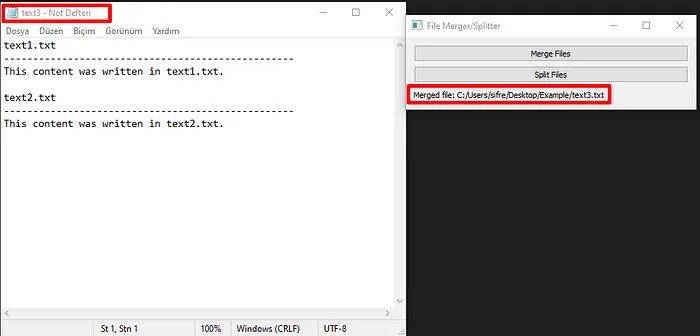 text3 - Not Defteri
Dosya Düzen Biçim Görünüm Yardım
text1.txt
--------------------------------------------------
This content was written in text1.txt.
text2.txt
--------------------------------------------------
This content was written in text2.txt.
St 1, Stn 1 100% Windows (CRLF) UTF-8
File Merger/Splitter
Merge Files
Split Files
Merged file: C:/Users/sifre/Desktop/Example/text3.txt